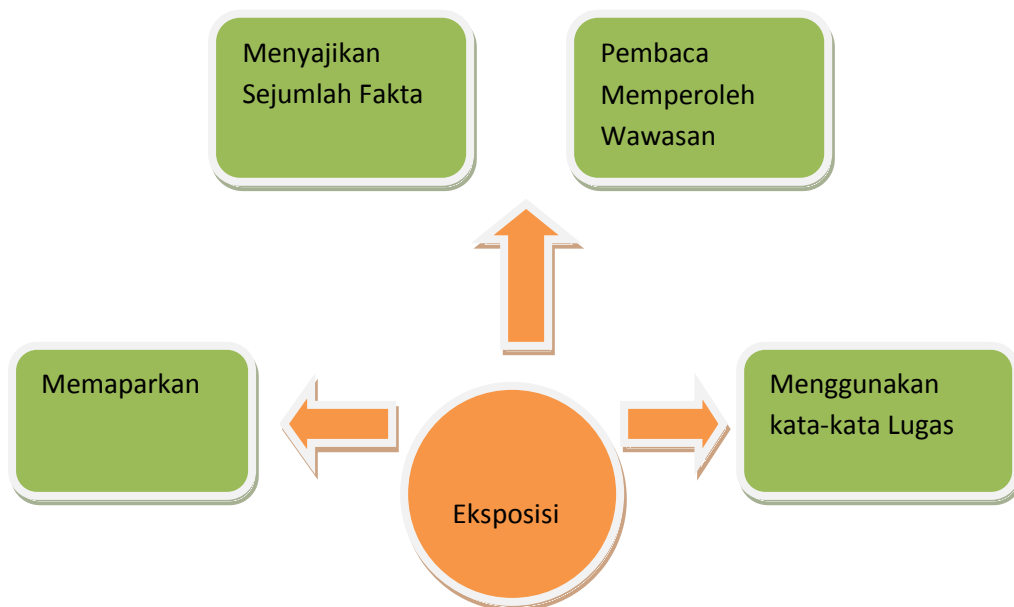 Menyajikan
Sejumlah Fakta
Pembaca
Memperoleh
Wawasan
Memaparkan
Menggunakan
kata-kata Lugas
Eksposisi